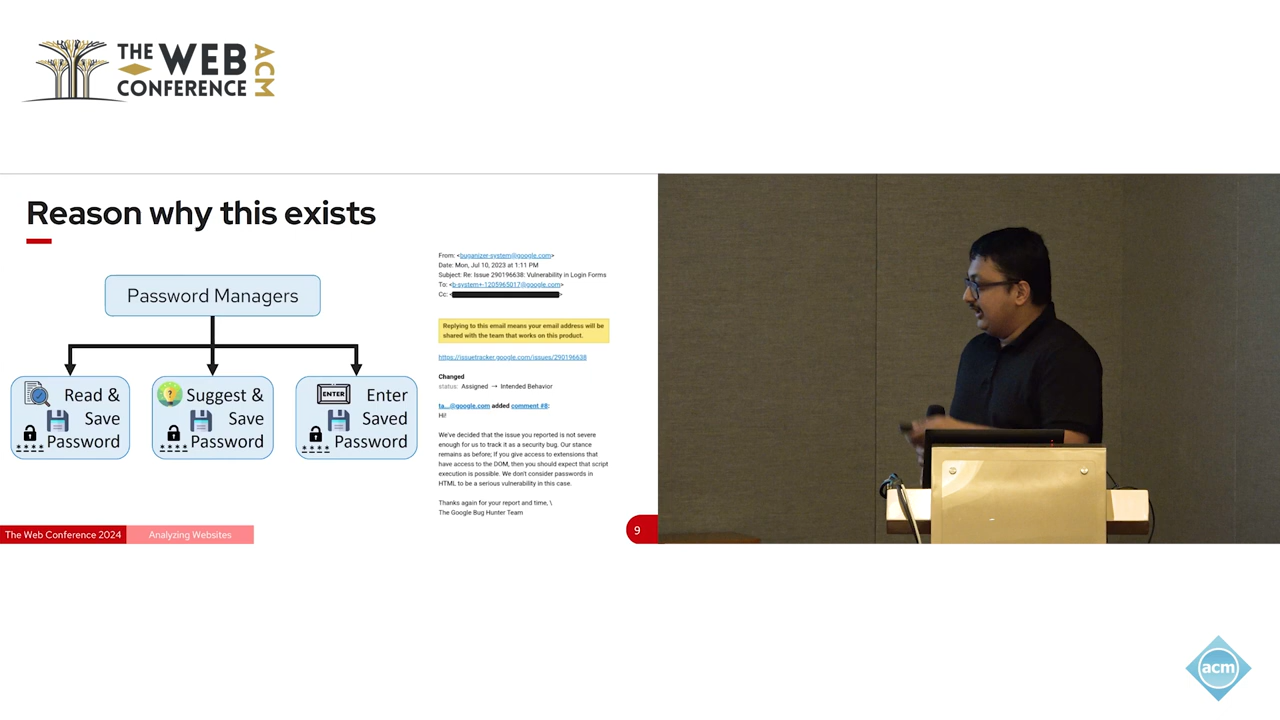 THE WEB
CONFERENCE
ACM
Reason why this exists
Password Managers
Read &
Save
Password
Suggest &
Save
Password
ENTER
Enter
Saved
Password
From: <buganizer-system@google.com>
Date: Mon, Jul 10, 2023 at 1:11 PM
Subject: Re: Issue 290196638: Vulnerability in Login Forms
To: <b-system+-1205965017@google.com>
Cc: < >
Replying to this email means your email address will be
shared with the team that works on this product.
https://issuetracker.google.com/issues/290196638
Changed
status: Assigned → Intended Behavior
ta...@google.com added comment #8:
Hi!
We've decided that the issue you reported is not severe
enough for us to track it as a security bug. Our stance
remains as before; If you give access to extensions that
have access to the DOM, then you should expect that script
execution is possible. We don't consider passwords in
HTML to be a serious vulnerability in this case.
Thanks again for your report and time, \
The Google Bug Hunter Team
The Web Conference 2024
Analyzing Websites
9
acm